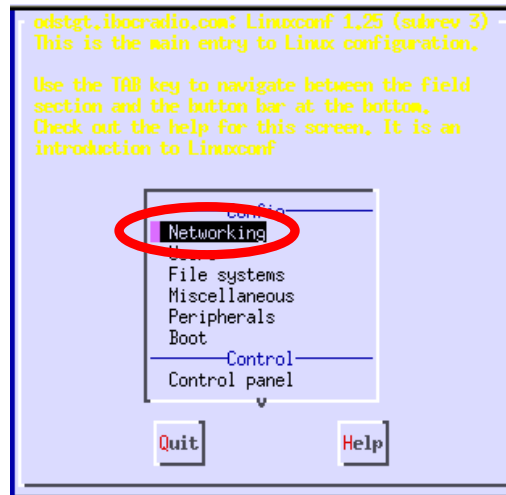 odstgt.ibocradio.com: Linuxconf 1.25 (subrev 3)
This is the main entry to Linux configuration.
Use the TAB key to navigate between the field
section and the button bar at the bottom.
Check out the help for this screen. It is an
introduction to Linuxconf
Config
Networking
Users
File systems
Miscellaneous
Peripherals
Boot
Control
Control panel
Quit
Help